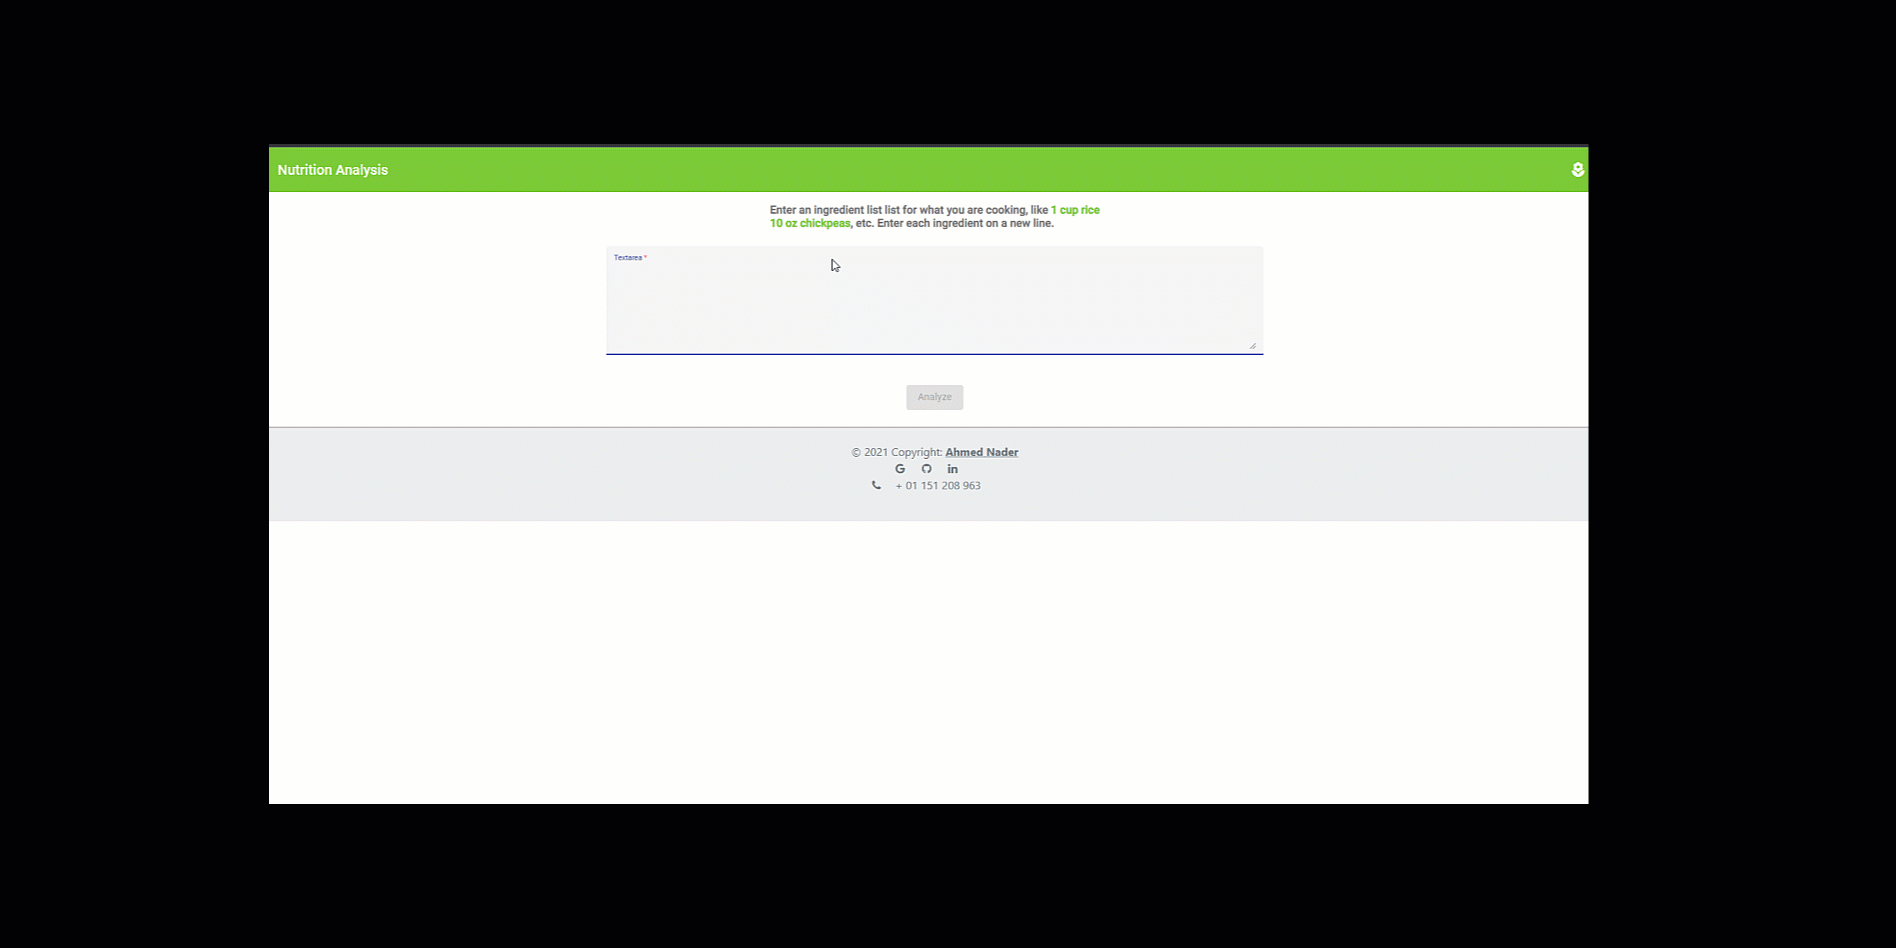 Nutrition Analysis
Enter an ingredient list list for what you are cooking, like 1 cup rice
10 oz chickpeas, etc. Enter each ingredient on a new line.
Textarea *
Analyze
© 2021 Copyright: Ahmed Nader
+ 01 151 208 963